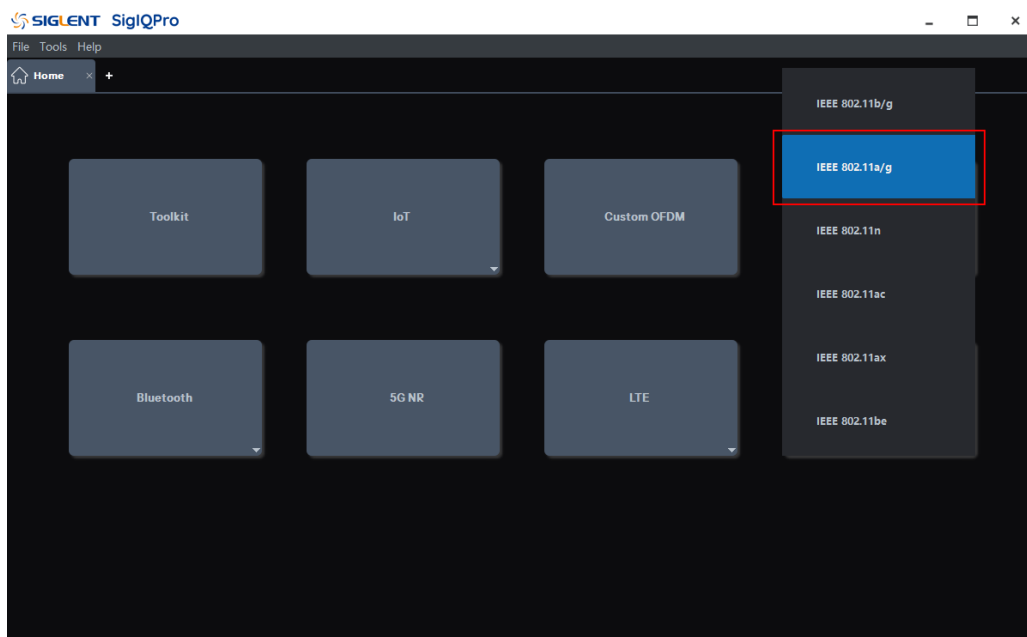 SIGLENT SigIQPro
File Tools Help
Home × +
IEEE 802.11b/g
IEEE 802.11a/g
IEEE 802.11n
IEEE 802.11ac
IEEE 802.11ax
IEEE 802.11be
Toolkit
IoT
Custom OFDM
Bluetooth
5G NR
LTE